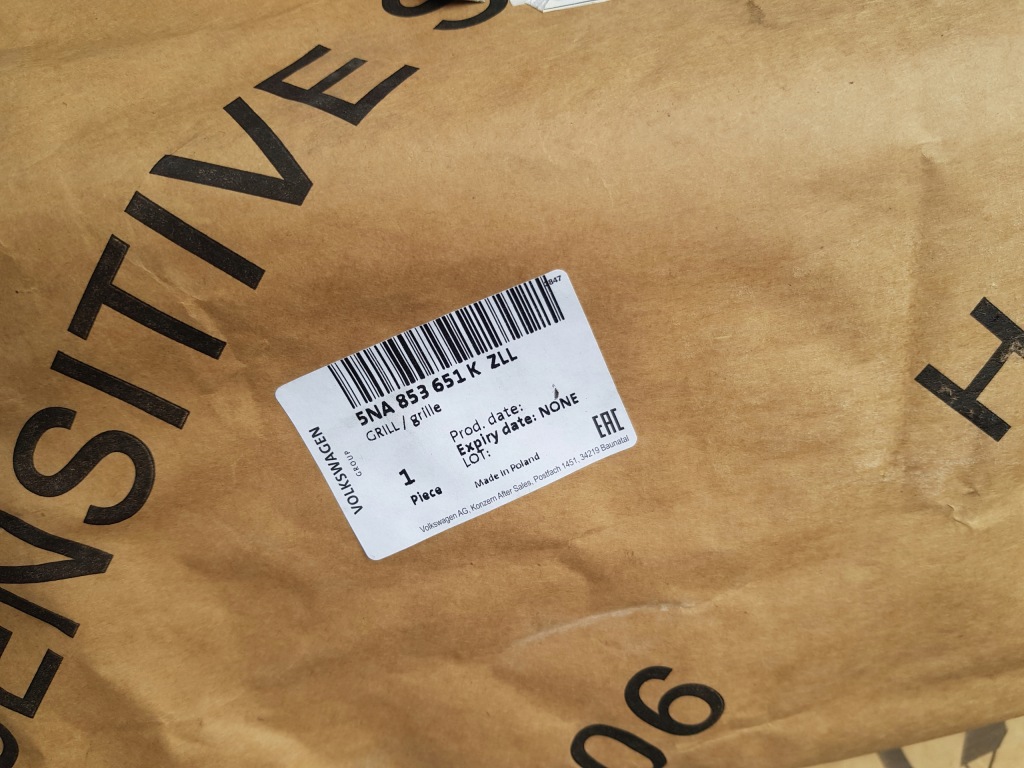 SENSITIVE S
H
2847
5NA 853 651 K ZLL
GRILL / grille
VOLKSWAGEN
GROUP
1
Piece
Prod. date:
Expiry date: NONE
LOT:
Made in Poland
EAC
Volkswagen AG, Konzern After Sales, Postfach 1451, 34219 Baunatal
06